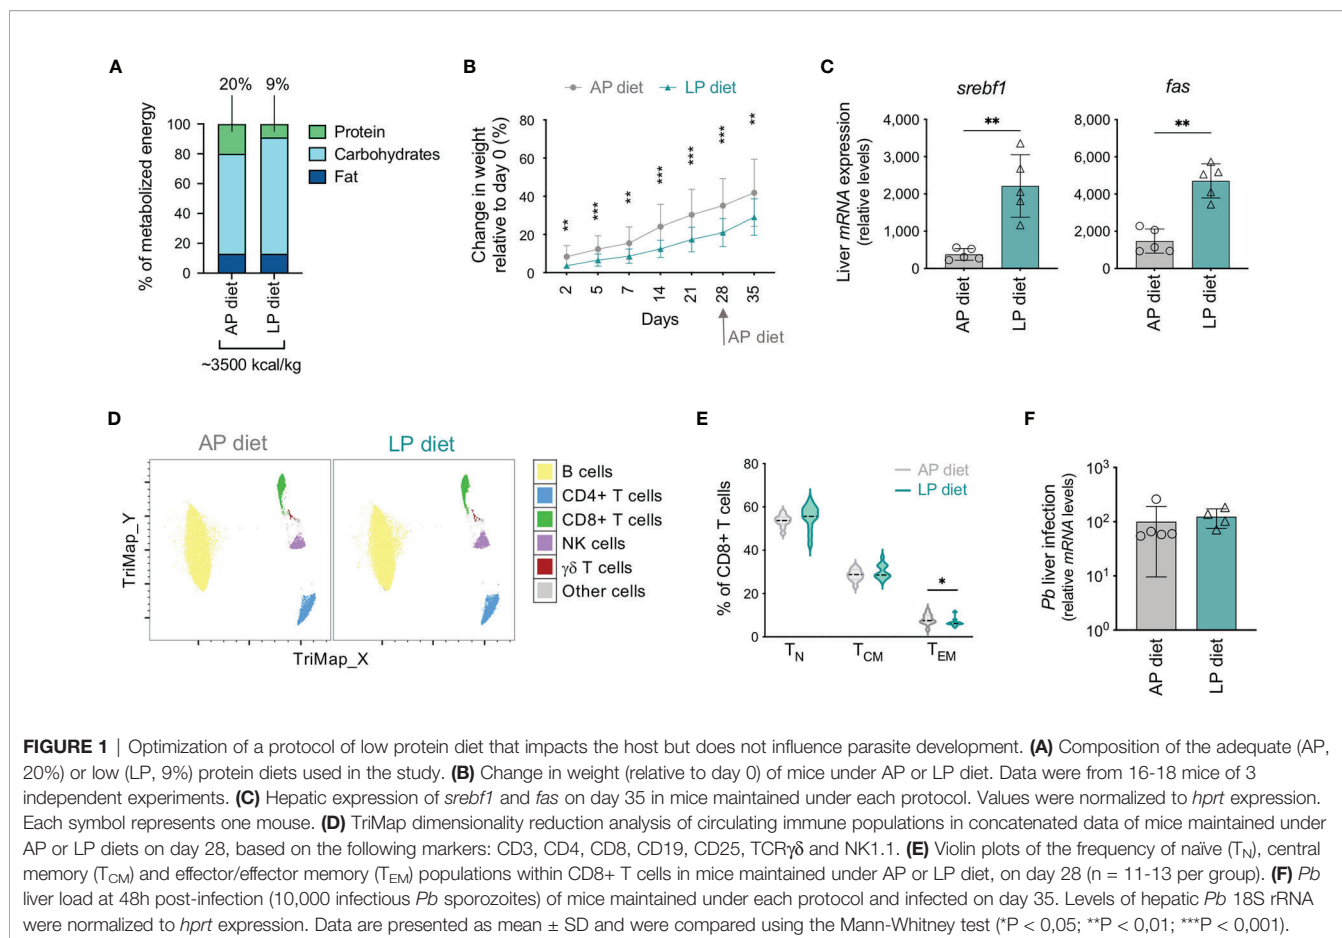 A
20% 9%
% of metabolized energy
100
80
60
40
20
0
Protein
Carbohydrates
Fat
AP diet
LP diet
~3500 kcal/kg
B
AP diet LP diet
Change in weight
relative to day 0 (%)
80
60
40
20
0
** *** ** *** *** *** **
2 5 7 14 21 28 35
Days
AP diet
C
srebf1
Liver mRNA expression
(relative levels)
4,000
3,000
2,000
1,000
0
**
AP diet
LP diet
fas
8,000
6,000
4,000
2,000
0
**
AP diet
LP diet
D
AP diet LP diet
TriMap_Y
TriMap_X
B cells
CD4+ T cells
CD8+ T cells
NK cells
γδ T cells
Other cells
E
% of CD8+ T cells
80
60
40
20
0
AP diet
LP diet
*
TN TCM TEM
F
Pb liver infection
(relative mRNA levels)
10³
10²
10¹
10⁰
AP diet
LP diet
FIGURE 1 | Optimization of a protocol of low protein diet that impacts the host but does not influence parasite development. (A) Composition of the adequate (AP,
20%) or low (LP, 9%) protein diets used in the study. (B) Change in weight (relative to day 0) of mice under AP or LP diet. Data were from 16-18 mice of 3
independent experiments. (C) Hepatic expression of srebf1 and fas on day 35 in mice maintained under each protocol. Values were normalized to hprt expression.
Each symbol represents one mouse. (D) TriMap dimensionality reduction analysis of circulating immune populations in concatenated data of mice maintained under
AP or LP diets on day 28, based on the following markers: CD3, CD4, CD8, CD19, CD25, TCRγδ and NK1.1. (E) Violin plots of the frequency of naïve (TN), central
memory (TCM) and effector/effector memory (TEM) populations within CD8+ T cells in mice maintained under AP or LP diet, on day 28 (n = 11-13 per group). (F) Pb
liver load at 48h post-infection (10,000 infectious Pb sporozoites) of mice maintained under each protocol and infected on day 35. Levels of hepatic Pb 18S rRNA
were normalized to hprt expression. Data are presented as mean ± SD and were compared using the Mann-Whitney test (*P < 0,05; **P < 0,01; ***P < 0,001).